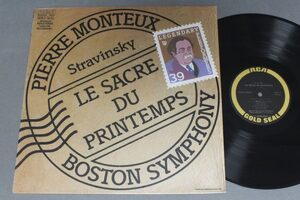 PIERRE MONTEUX
Stravinsky
LE SACRE
DU
PRINTEMPS
BOSTON SYMPHONY
LEGENDARY
39
RCA
GOLD SEAL